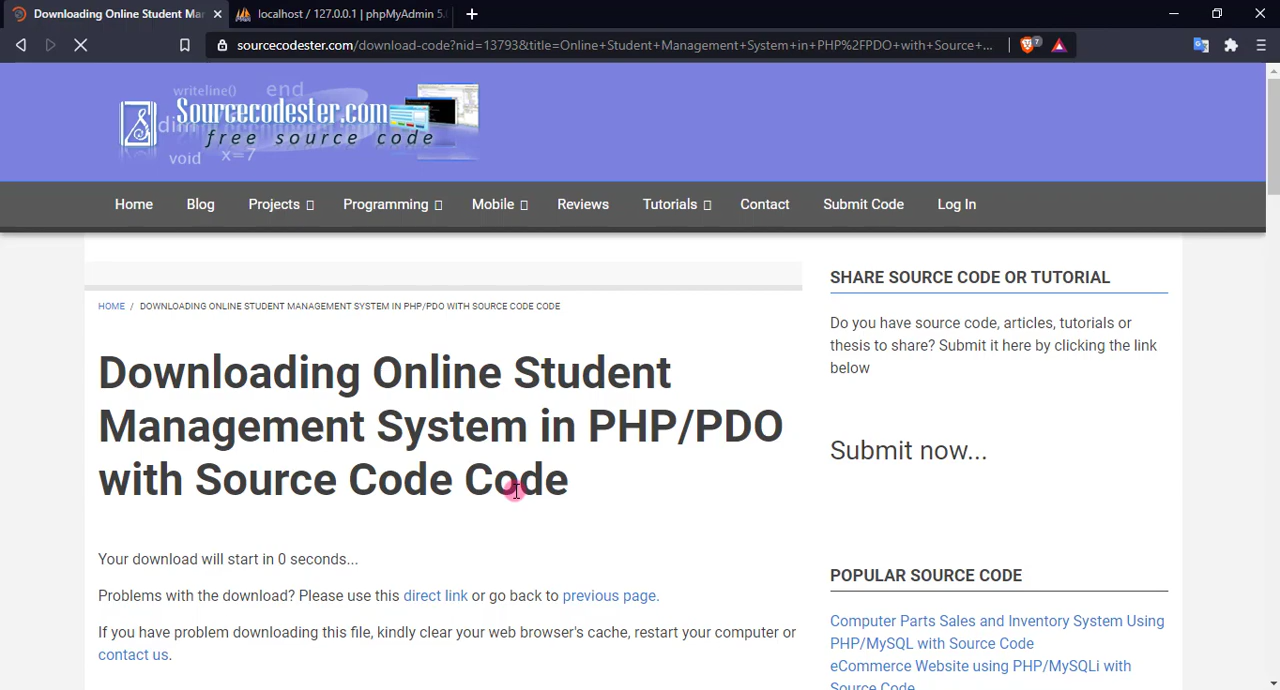 Downloading Online Student Mar
localhost / 127.0.0.1 | phpMyAdmin 5.
sourcecodester.com/download-code?nid=13793&title=Online+Student+Management+System+in+PHP%2FPDO+with+Source+...
7
writeline()
end
Sourcecodester.com
free source code
void
x=7
Home
Blog
Projects
Programming
Mobile
Reviews
Tutorials
Contact
Submit Code
Log In
HOME / DOWNLOADING ONLINE STUDENT MANAGEMENT SYSTEM IN PHP/PDO WITH SOURCE CODE CODE
Downloading Online Student
Management System in PHP/PDO
with Source Code Code
Your download will start in 0 seconds...
Problems with the download? Please use this direct link or go back to previous page.
If you have problem downloading this file, kindly clear your web browser's cache, restart your computer or
contact us.
SHARE SOURCE CODE OR TUTORIAL
Do you have source code, articles, tutorials or
thesis to share? Submit it here by clicking the link
below
Submit now...
POPULAR SOURCE CODE
Computer Parts Sales and Inventory System Using
PHP/MySQL with Source Code
eCommerce Website using PHP/MySQLi with
Source Code